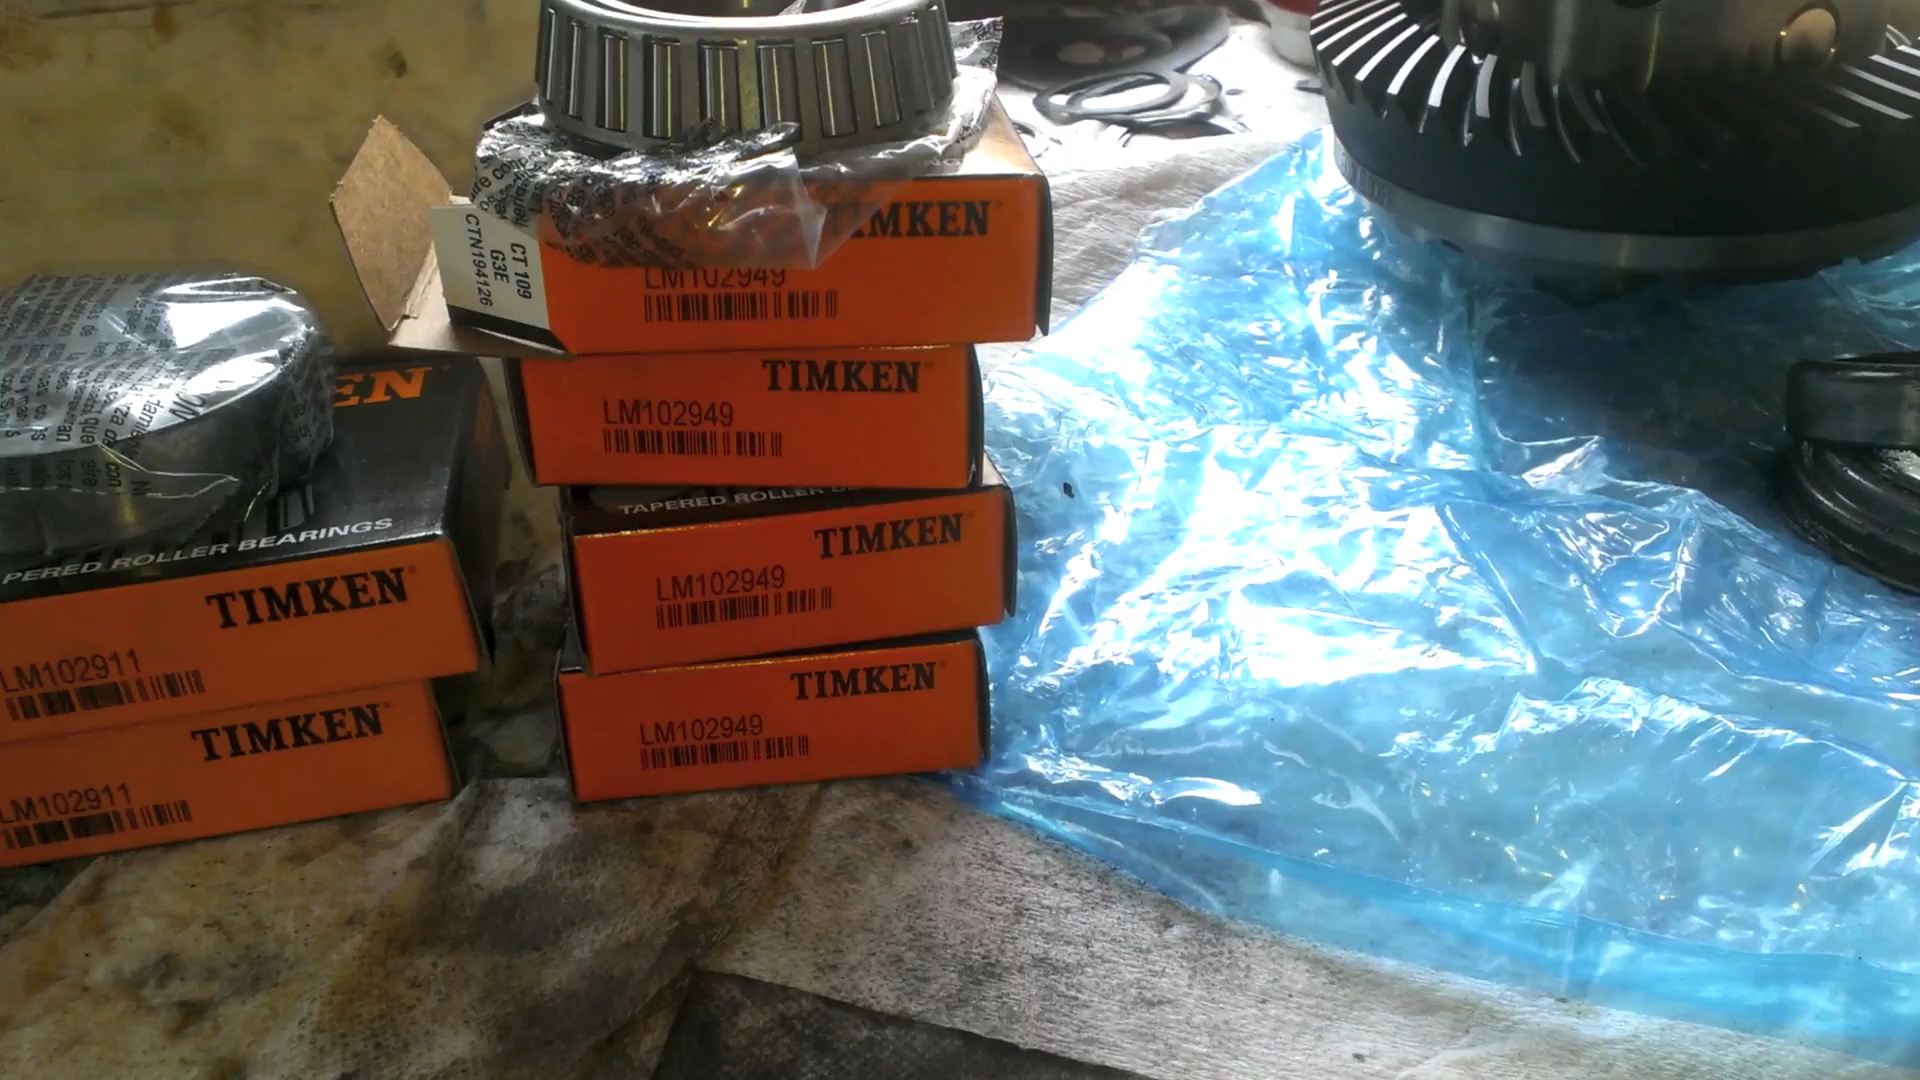 CT 109
G3E
CTN194126
TIMKEN
LM102949
TIMKEN
LM102949
TAPERED ROLLER
TIMKEN
LM102949
TIMKEN
LM102949
EN
PERED ROLLER BEARINGS
TIMKEN
LM102911
TIMKEN
LM102911